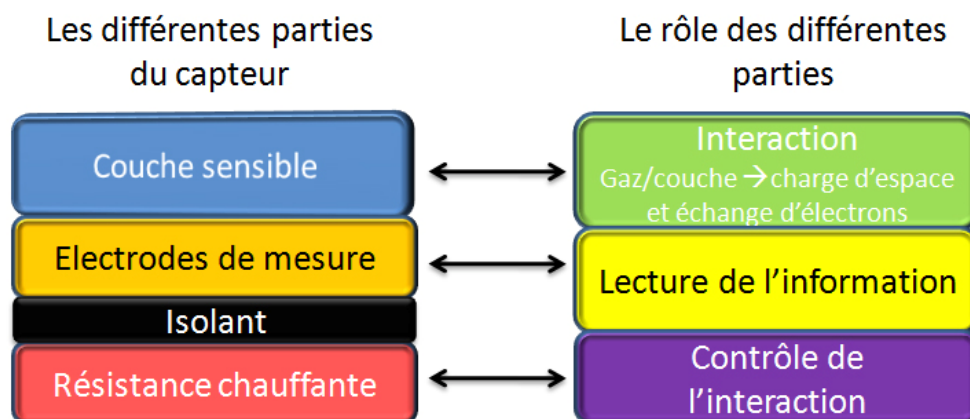 Les différentes parties
du capteur
Couche sensible
Electrodes de mesure
Isolant
Résistance chauffante
Le rôle des différentes
parties
Interaction
Gaz/couche → charge d'espace
et échange d'électrons
Lecture de l'information
Contrôle de
l'interaction